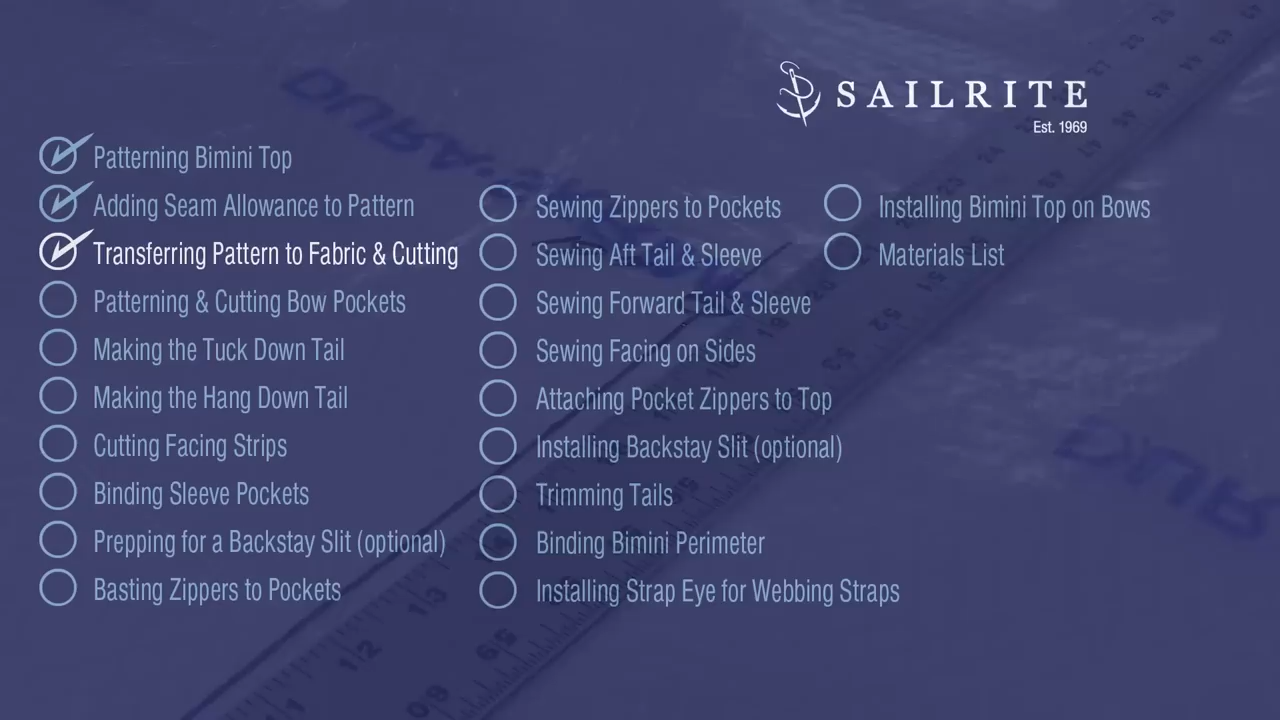 SAILRITE
Est. 1969
Patterning Bimini Top
Adding Seam Allowance to Pattern
Transferring Pattern to Fabric & Cutting
Patterning & Cutting Bow Pockets
Making the Tuck Down Tail
Making the Hang Down Tail
Cutting Facing Strips
Binding Sleeve Pockets
Prepping for a Backstay Slit (optional)
Basting Zippers to Pockets
Sewing Zippers to Pockets
Sewing Aft Tail & Sleeve
Sewing Forward Tail & Sleeve
Sewing Facing on Sides
Attaching Pocket Zippers to Top
Installing Backstay Slit (optional)
Trimming Tails
Binding Bimini Perimeter
Installing Strap Eye for Webbing Straps
Installing Bimini Top on Bows
Materials List